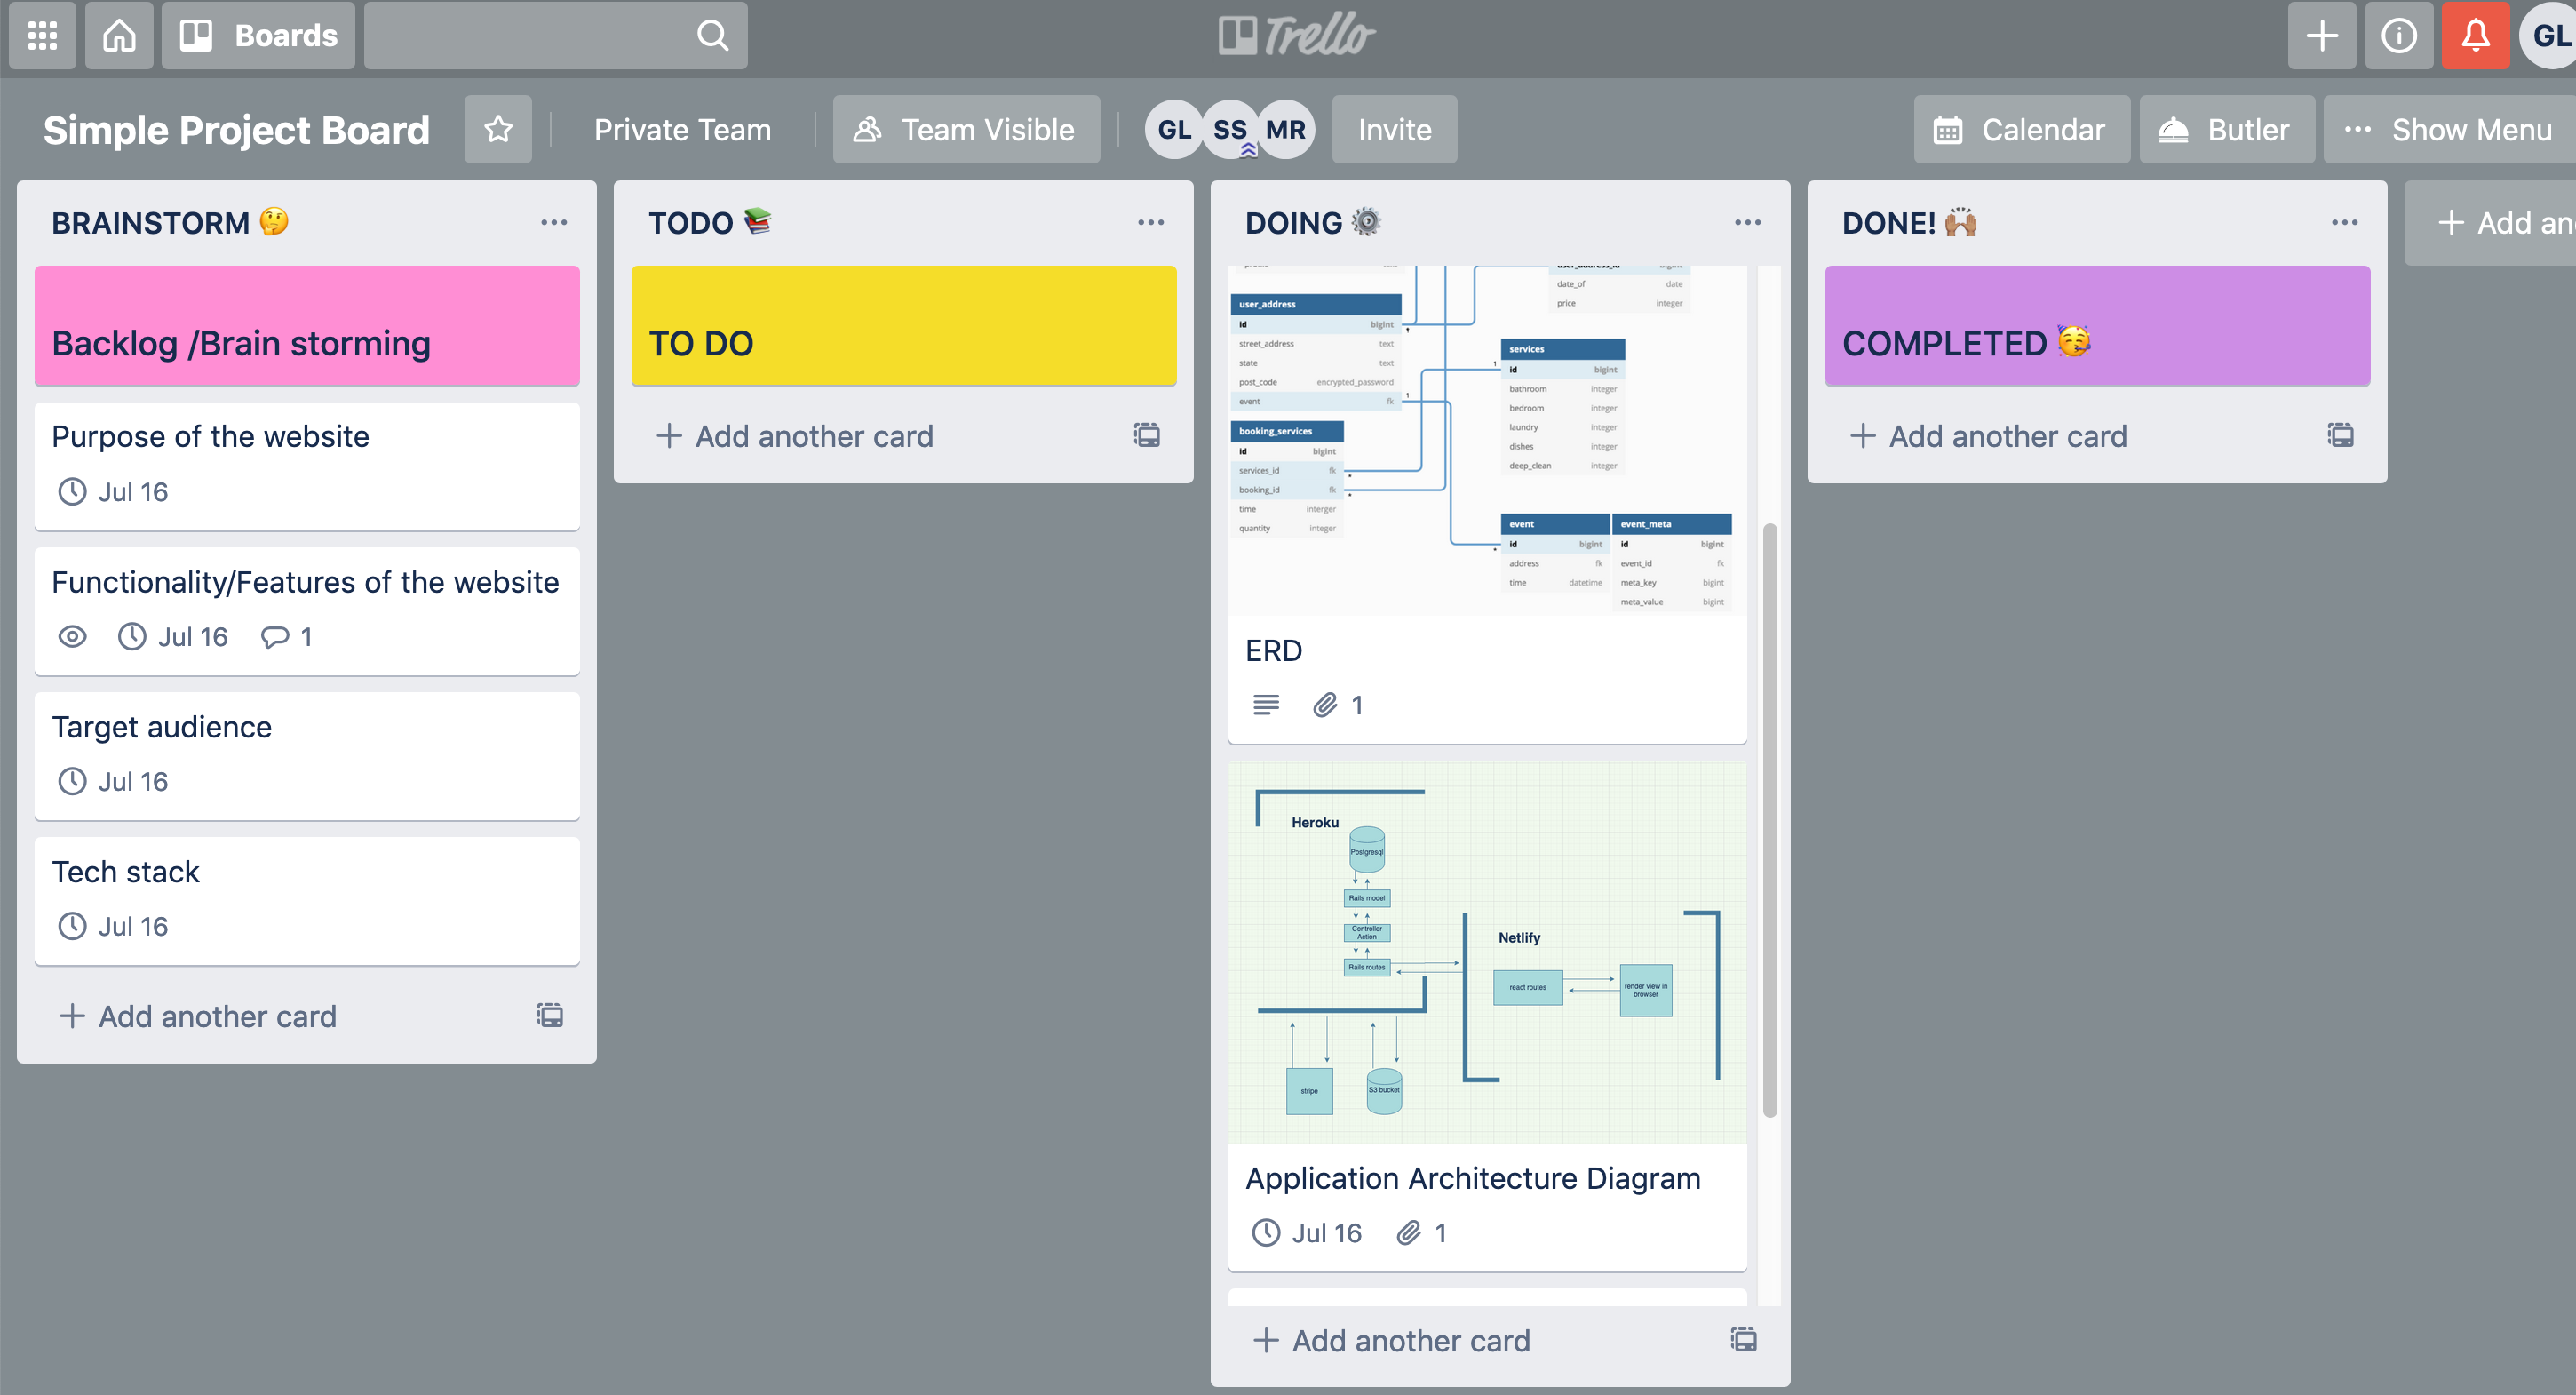 Boards
Trello
GL
Simple Project Board
Private Team
Team Visible
GL SS MR
Invite
Calendar
Butler
Show Menu
BRAINSTORM 🤔
Backlog /Brain storming
Purpose of the website
Jul 16
Functionality/Features of the website
Jul 16 1
Target audience
Jul 16
Tech stack
Jul 16
+ Add another card
TODO 📚
TO DO
+ Add another card
DOING ⚙️
date_of date
price integer
user_address
id bigint
street_address text
state text
post_code encrypted_password
event fk
services
id bigint
bathroom integer
bedroom integer
laundry integer
dishes integer
deep_clean integer
booking_services
id bigint
services_id fk
booking_id fk
time interger
quantity integer
event
id bigint
address fk
time datetime
event_meta
id bigint
event_id fk
meta_key bigint
meta_value bigint
ERD
1
Heroku
Postgresql
Rails model
Controller
Action
Rails routes
Netlify
react routes
render view in
browser
stripe
S3 bucket
Application Architecture Diagram
Jul 16 1
+ Add another card
DONE! 🙌🏽
COMPLETED 🥳
+ Add another card
+ Add an